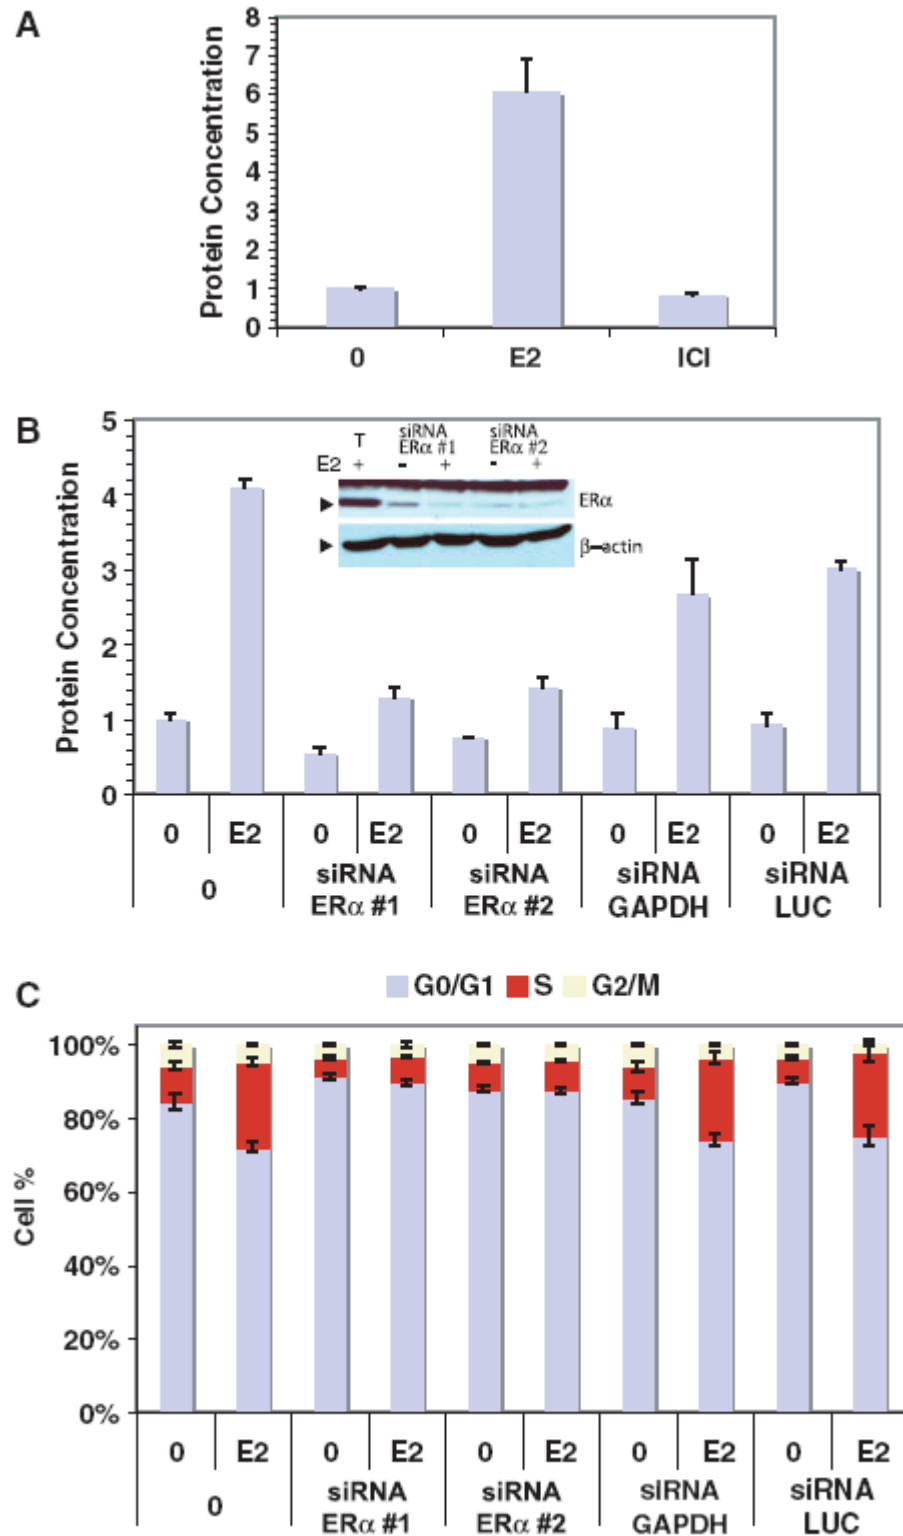 A
Protein Concentration
8
7
6
5
4
3
2
1
0
0 E2 ICI
B
Protein Concentration
5
4
3
2
1
0
T siRNA ERα #1 siRNA ERα #2
E2 + - + - +
ERα
β-actin
0 E2 0 E2 0 E2 0 E2 0 E2
0 siRNA siRNA siRNA siRNA
ERα #1 ERα #2 GAPDH LUC
C
G0/G1 S G2/M
Cell %
100%
80%
60%
40%
20%
0%
0 E2 0 E2 0 E2 0 E2 0 E2
0 siRNA siRNA siRNA siRNA
ERα #1 ERα #2 GAPDH LUC